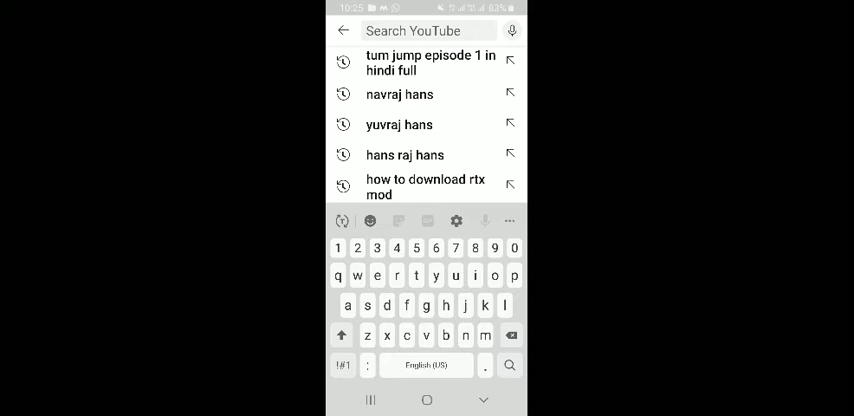 10:25 83%
Search YouTube
tum jump episode 1 in
hindi full
navraj hans
yuvraj hans
hans raj hans
how to download rtx
mod
1 2 3 4 5 6 7 8 9 0
q w e r t y u i o p
a s d f g h j k l
z x c v b n m
!#1 : English (US) .